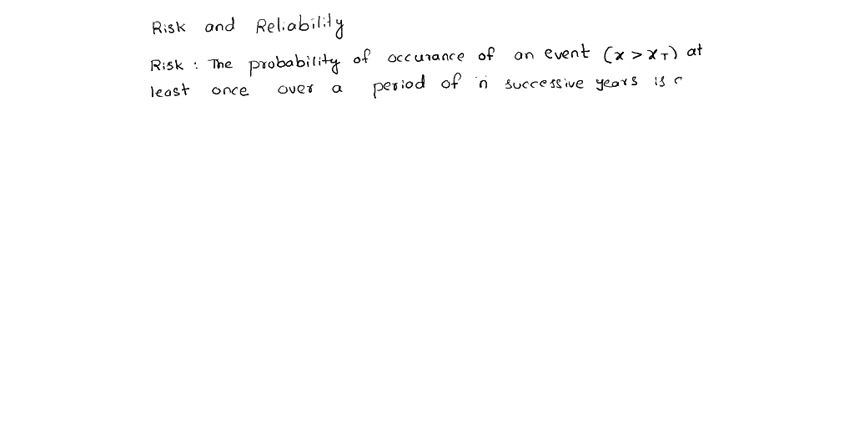 Risk and Reliability
Risk : The probability of occurance of an event (x > x_T) at
least once over a period of 'n' successive years is